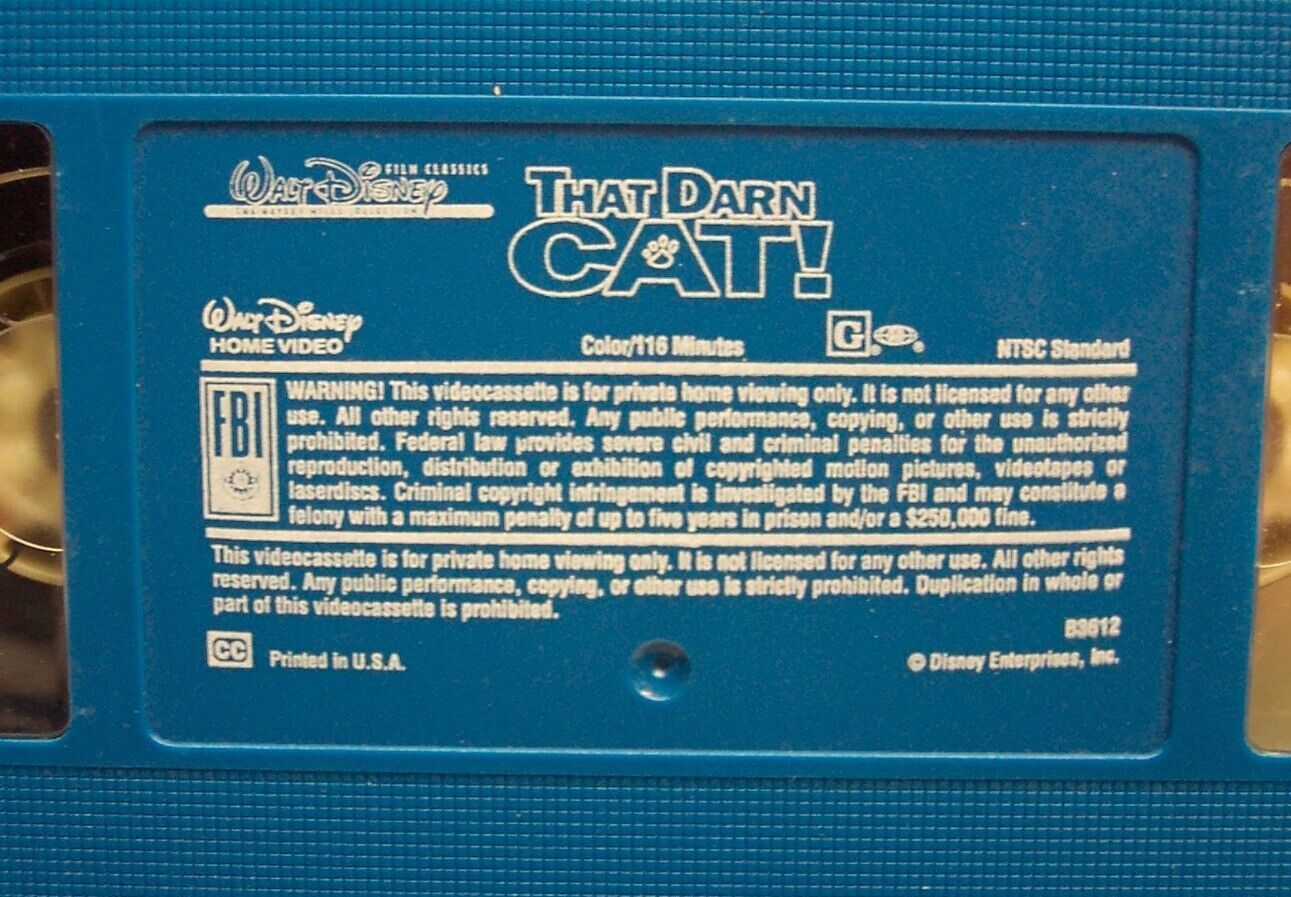 WALT DISNEY FILM CLASSICS
THE HAYLEY MILLS COLLECTION
THAT DARN
CAT!
WALT DISNEY
HOME VIDEO
Color/116 Minutes
G
NTSC Standard
FBI
WARNING! This videocassette is for private home viewing only. It is not licensed for any other
use. All other rights reserved. Any public performance, copying, or other use is strictly
prohibited. Federal law provides severe civil and criminal penalties for the unauthorized
reproduction, distribution or exhibition of copyrighted motion pictures, videotapes or
laserdiscs. Criminal copyright infringement is investigated by the FBI and may constitute a
felony with a maximum penalty of up to five years in prison and/or a $250,000 fine.
This videocassette is for private home viewing only. It is not licensed for any other use. All other rights
reserved. Any public performance, copying, or other use is strictly prohibited. Duplication in whole or
part of this videocassette is prohibited.
B3612
CC
Printed in U.S.A.
© Disney Enterprises, Inc.